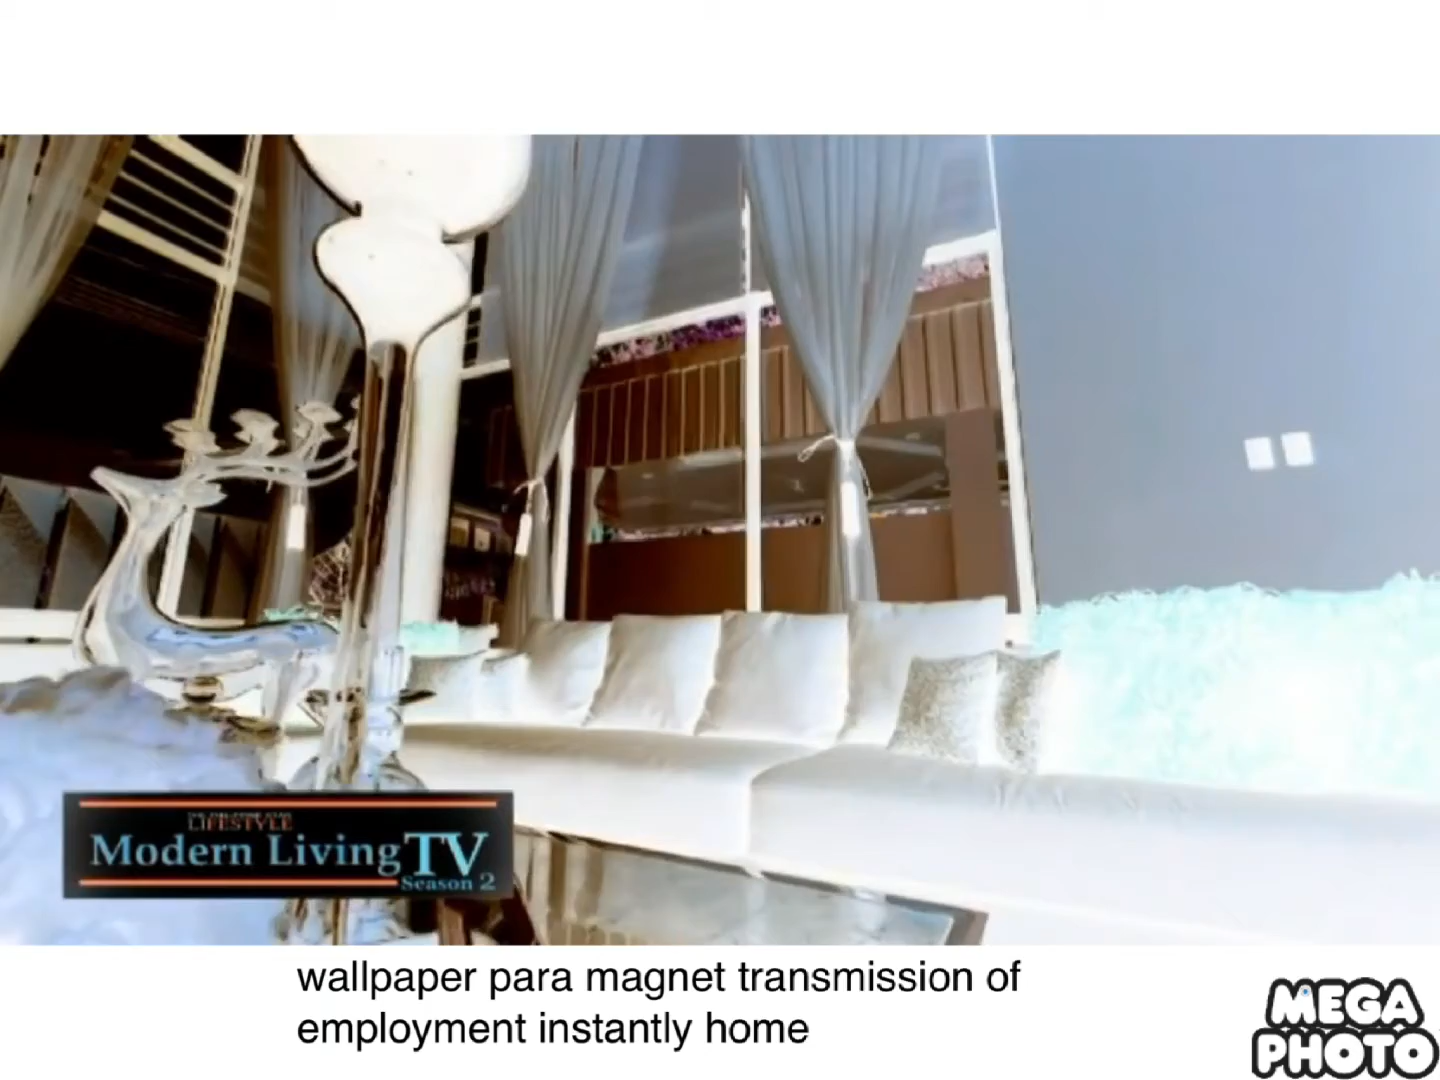 LIFESTYLE
Modern Living TV
Season 2
wallpaper para magnet transmission of
employment instantly home
MEGA
PHOTO